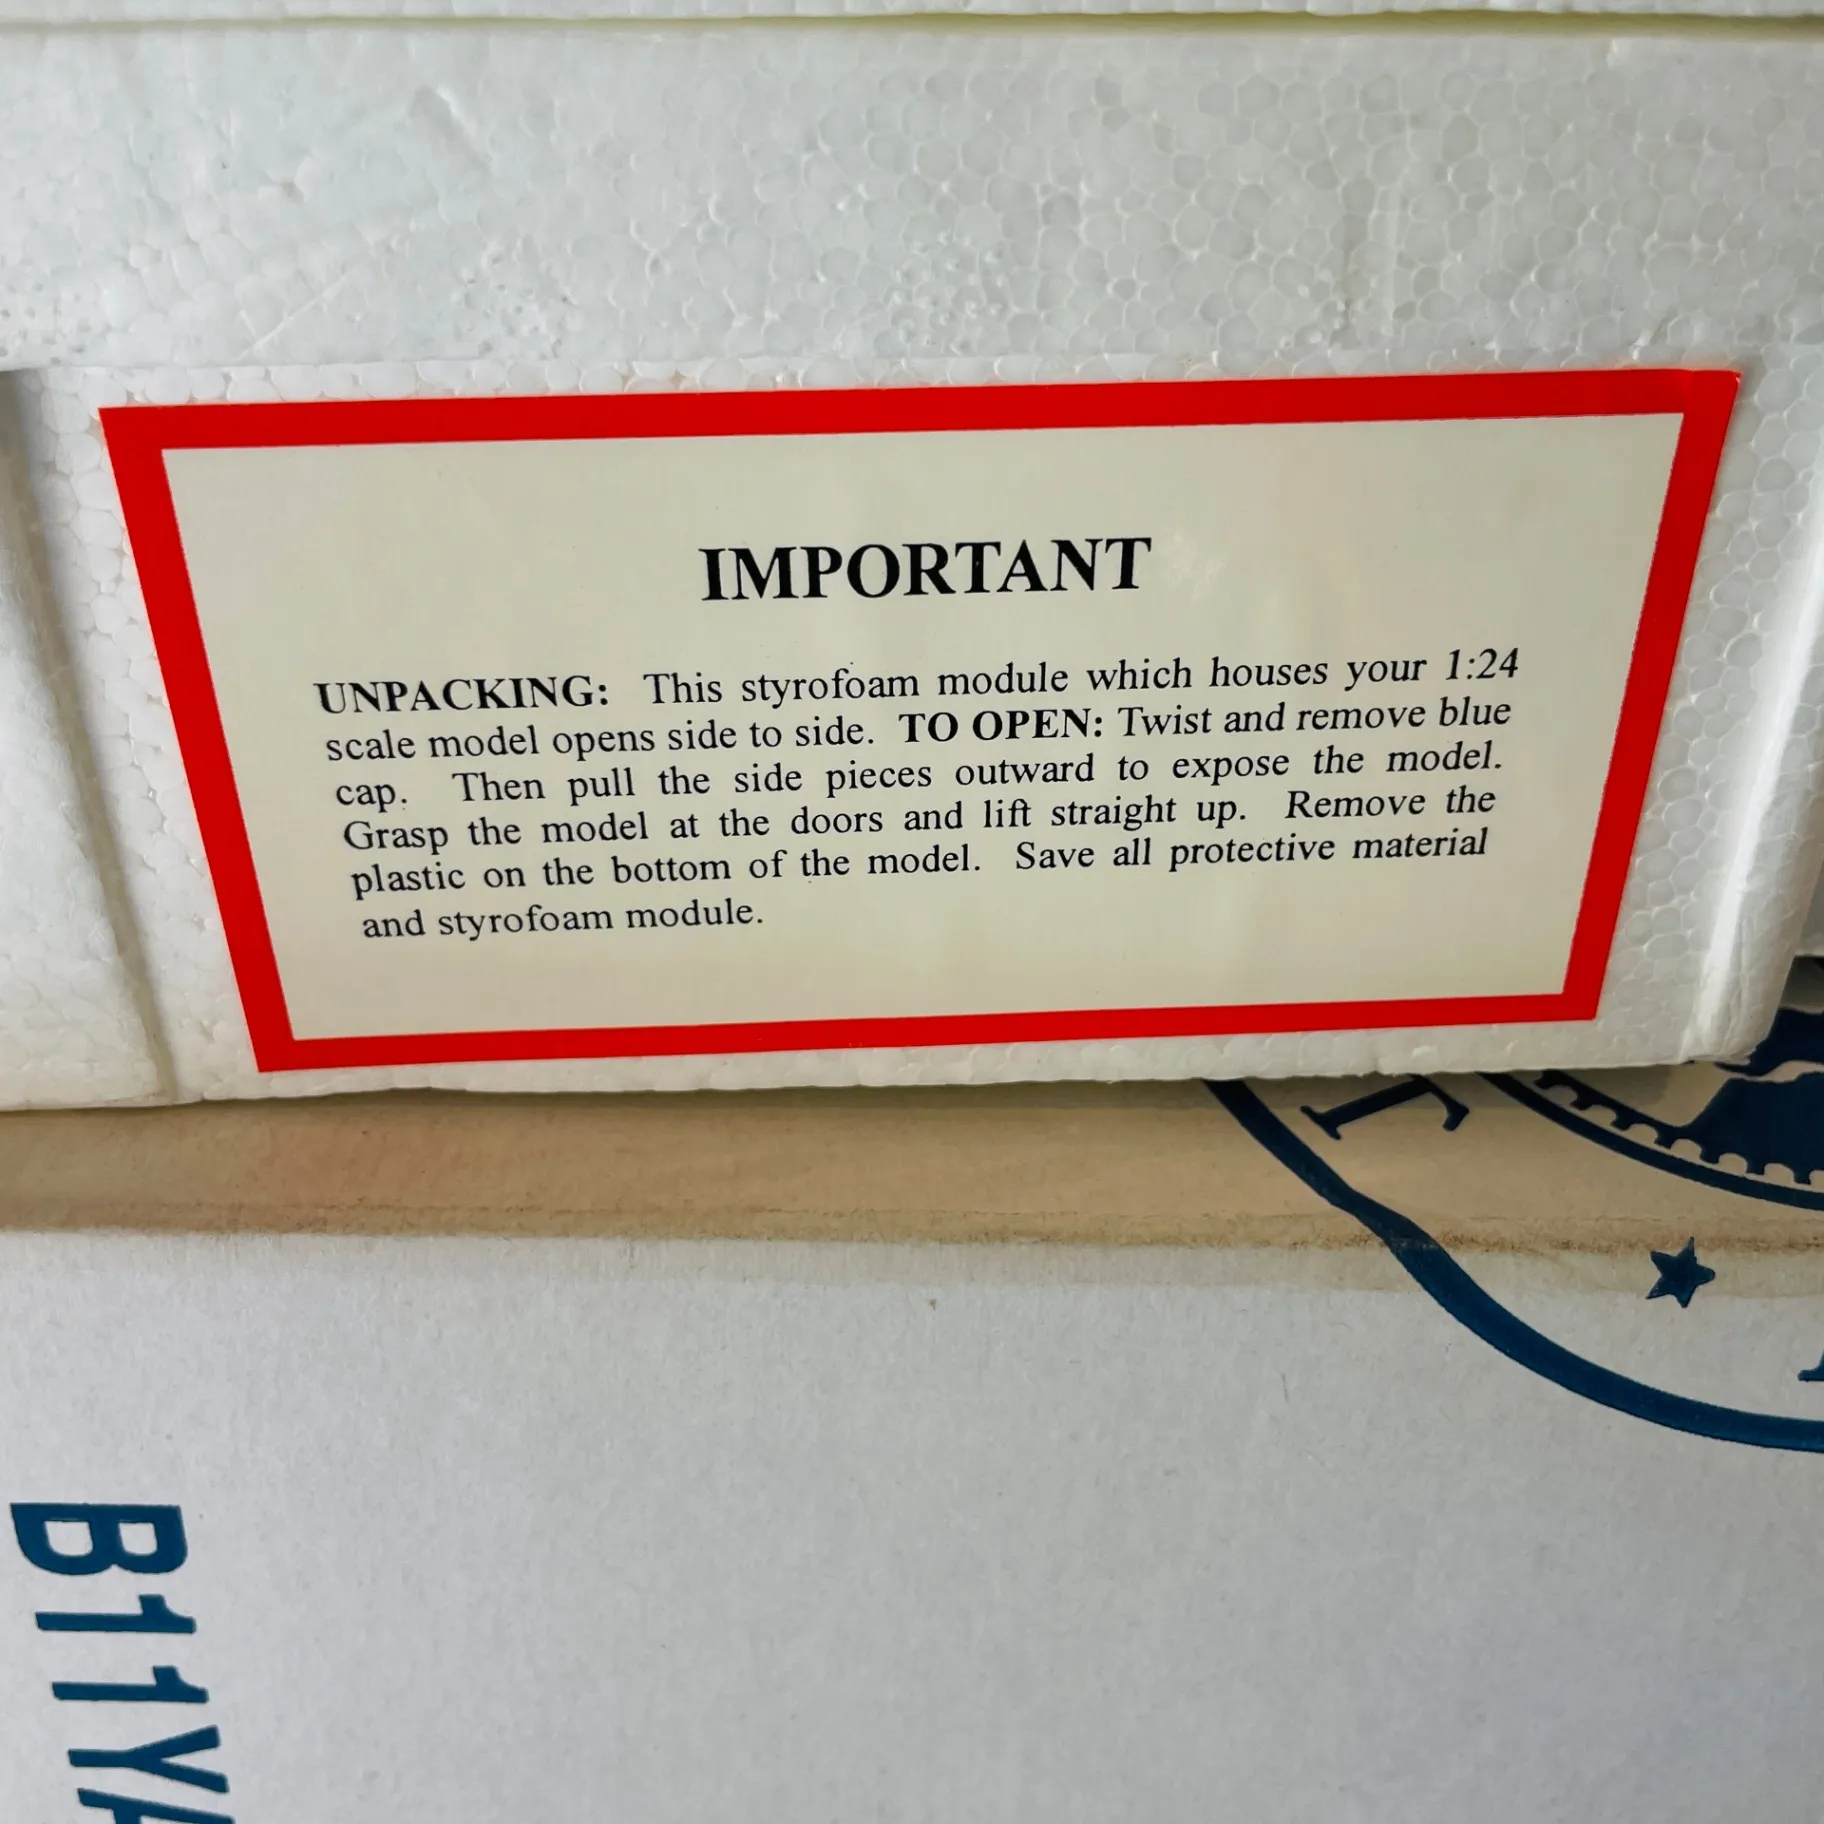 IMPORTANT
UNPACKING: This styrofoam module which houses your 1:24
scale model opens side to side. TO OPEN: Twist and remove blue
cap. Then pull the side pieces outward to expose the model.
Grasp the model at the doors and lift straight up. Remove the
plastic on the bottom of the model. Save all protective material
and styrofoam module.
T
B11YA